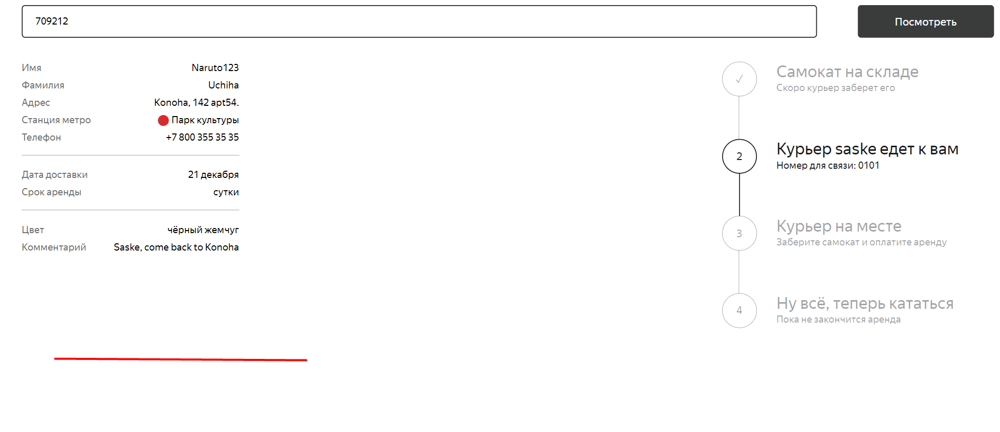 709212
Посмотреть
Имя Naruto123
Фамилия Uchiha
Адрес Konoha, 142 apt54.
Станция метро Парк культуры
Телефон +7 800 355 35 35
Дата доставки 21 декабря
Срок аренды сутки
Цвет чёрный жемчуг
Комментарий Saske, come back to Konoha
✓
Самокат на складе
Скоро курьер заберет его
2
Курьер saske едет к вам
Номер для связи: 0101
3
Курьер на месте
Заберите самокат и оплатите аренду
4
Ну всё, теперь кататься
Пока не закончится аренда